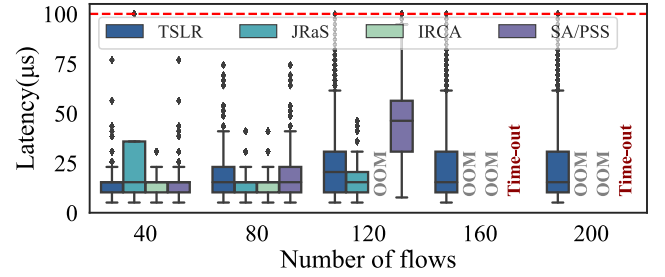 100
TSLR JRaS IRCA SA/PSS
75
50
25
0
Latency(μs)
OOM
OOM
OOM
Time-out
OOM
OOM
Time-out
40 80 120 160 200
Number of flows